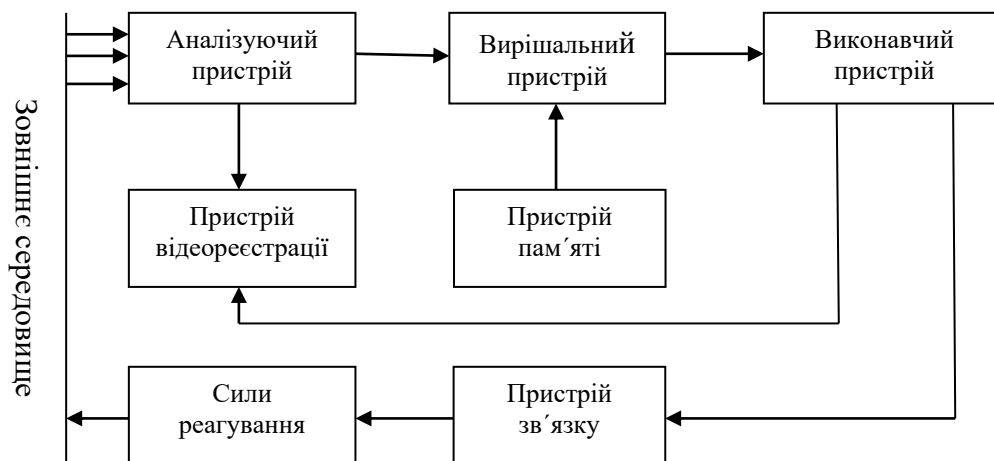 Аналізуючий
пристрій
Вирішальний
пристрій
Виконавчий
пристрій
Зовнішнє середовище
Пристрій
відеореєстрації
Пристрій
пам´яті
Сили
реагування
Пристрій
зв´язку